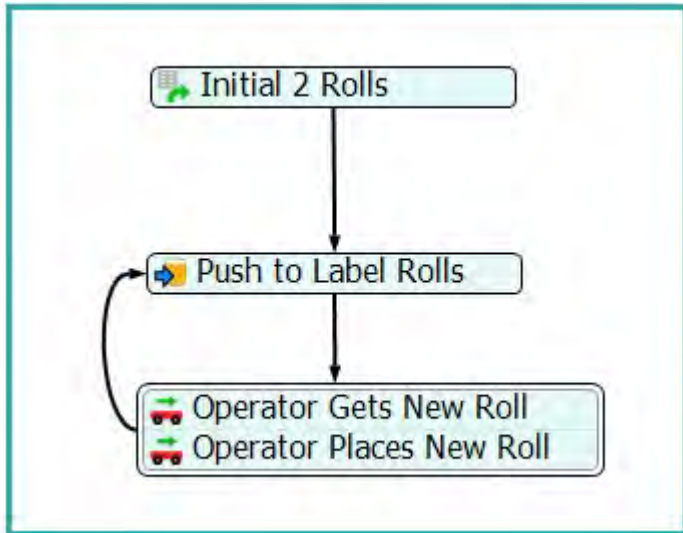 Initial 2 Rolls
Push to Label Rolls
Operator Gets New Roll
Operator Places New Roll